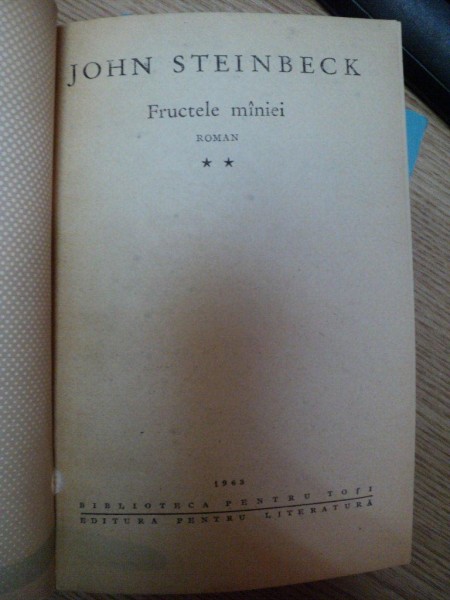 JOHN STEINBECK
Fructele mîniei
ROMAN
★ ★
1963
BIBLIOTECA PENTRU TOȚI
EDITURA PENTRU LITERATURĂ